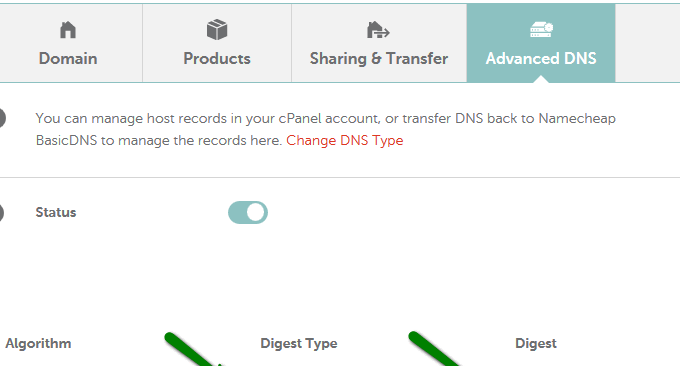 Domain
Products
Sharing & Transfer
Advanced DNS
You can manage host records in your cPanel account, or transfer DNS back to Namecheap
BasicDNS to manage the records here. Change DNS Type
Status
Algorithm
Digest Type
Digest